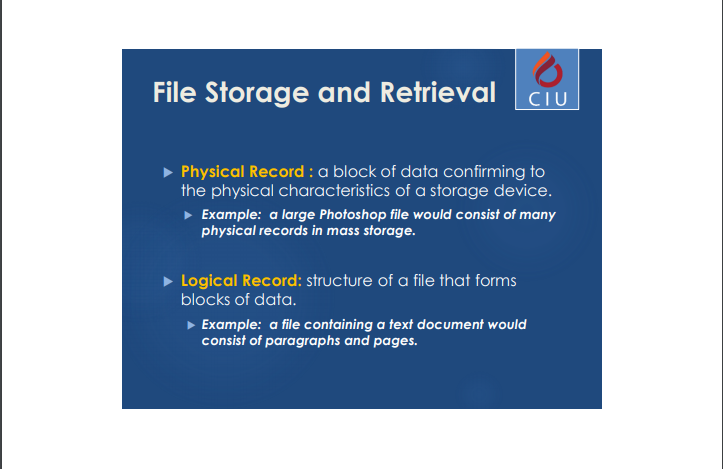 File Storage and Retrieval
CIU
Physical Record : a block of data confirming to
the physical characteristics of a storage device.
Example: a large Photoshop file would consist of many
physical records in mass storage.
Logical Record: structure of a file that forms
blocks of data.
Example: a file containing a text document would
consist of paragraphs and pages.